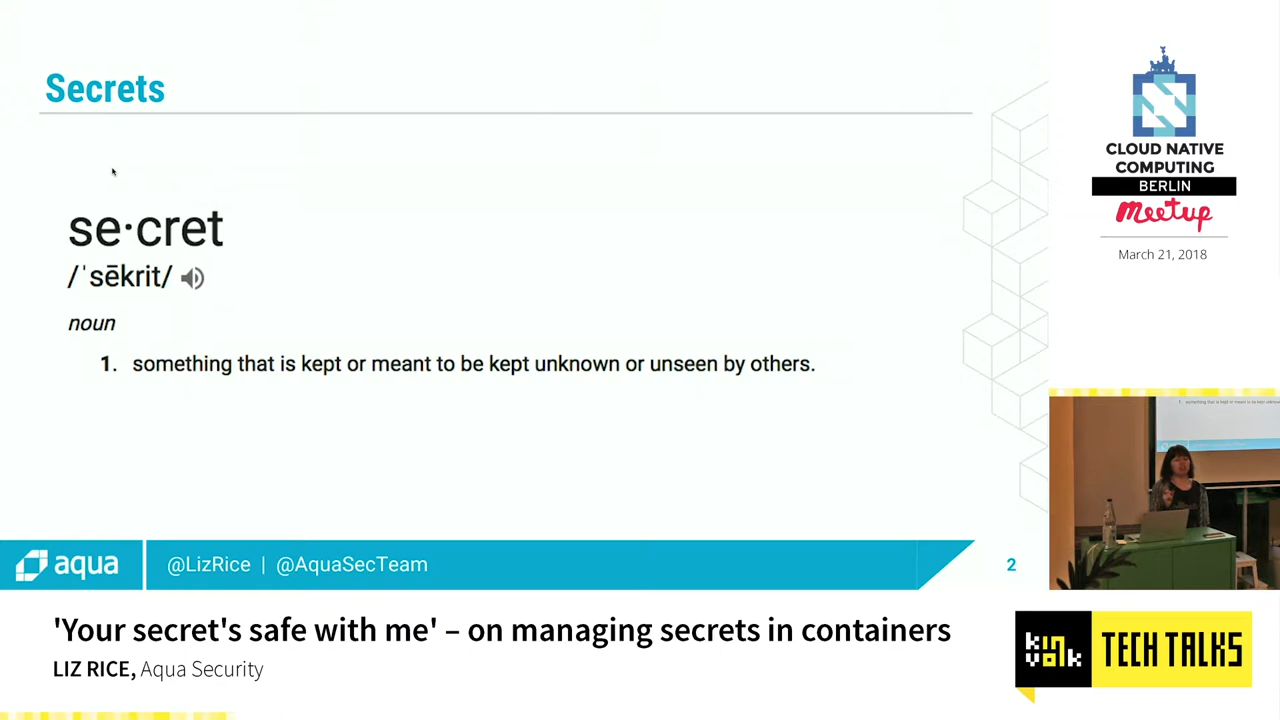 Secrets
se·cret
/ˈsēkrit/
noun
1. something that is kept or meant to be kept unknown or unseen by others.
aqua
@LizRice | @AquaSecTeam
2
CLOUD NATIVE
COMPUTING
BERLIN
meetup
March 21, 2018
'Your secret's safe with me' – on managing secrets in containers
LIZ RICE, Aqua Security
kinvolk
TECH TALKS